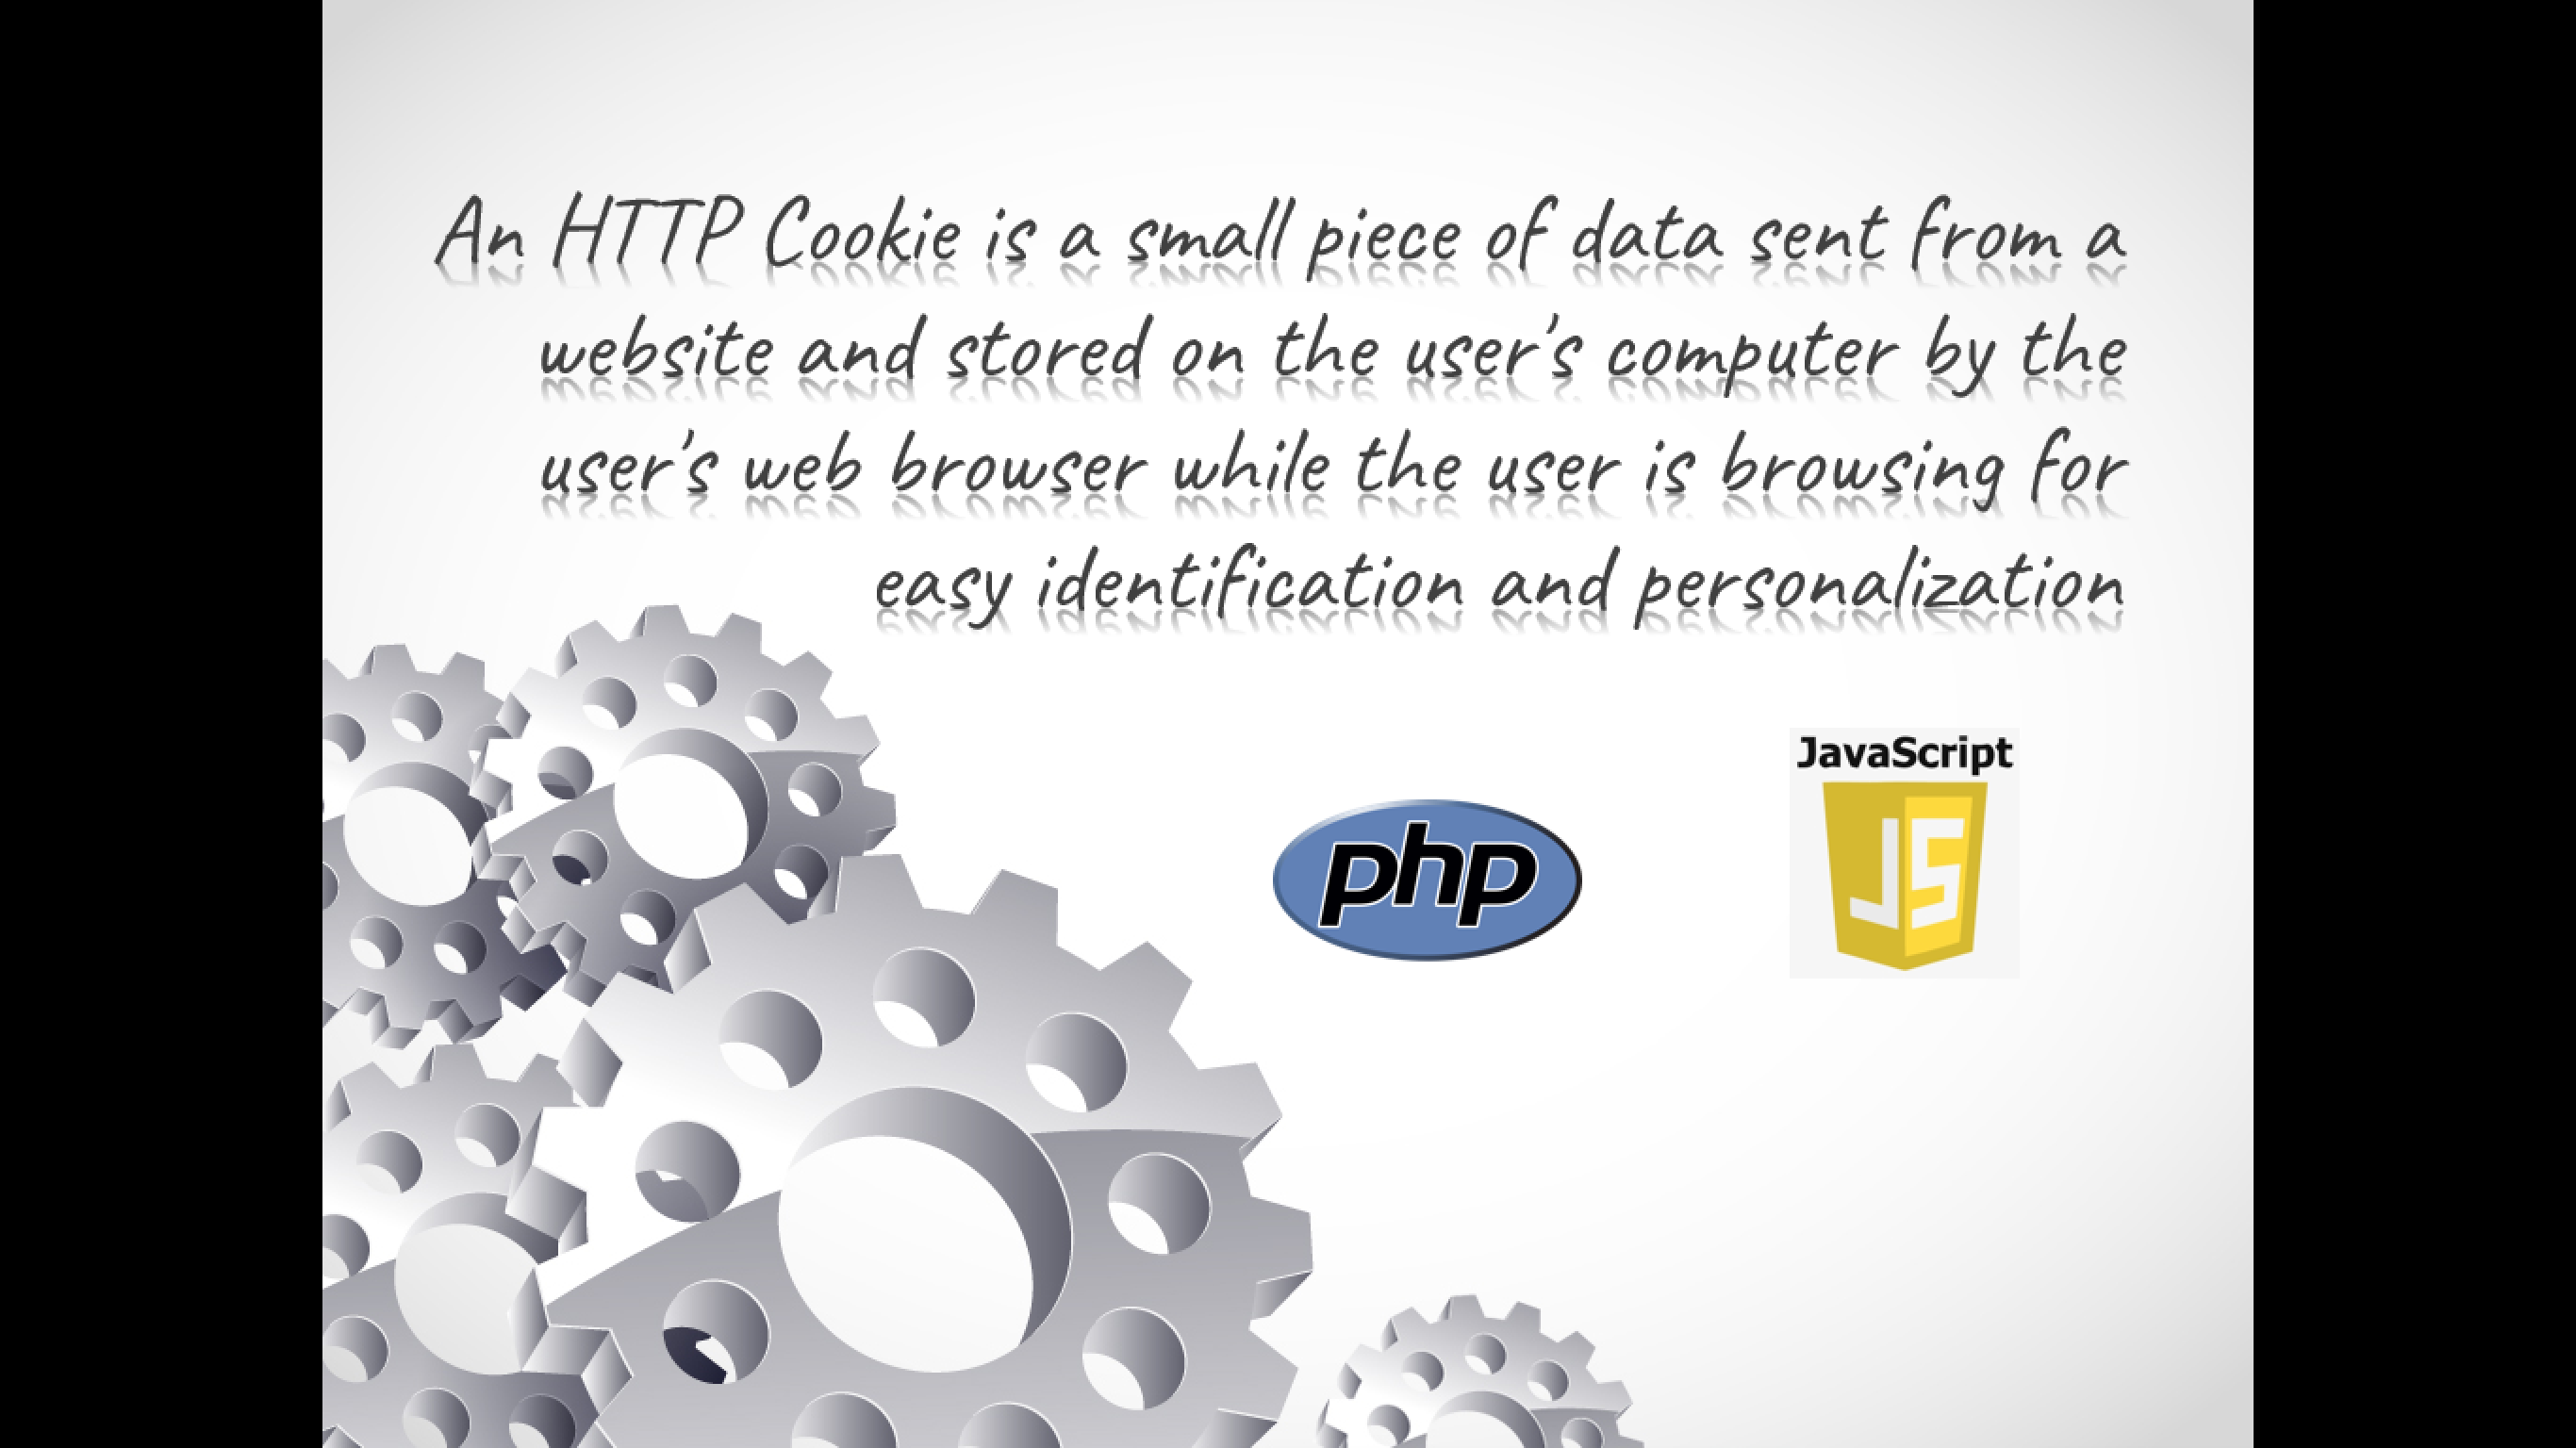 An HTTP Cookie is a small piece of data sent from a
website and stored on the user's computer by the
user's web browser while the user is browsing for
easy identification and personalization
JavaScript
php
JS